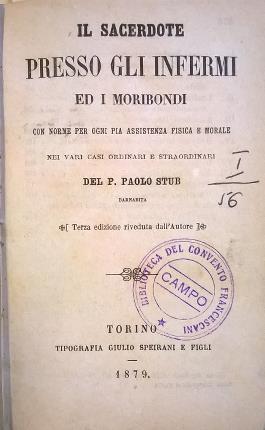 IL SACERDOTE
PRESSO GLI INFERMI
ED I MORIBONDI
CON NORME PER OGNI PIA ASSISTENZA FISICA E MORALE
NEI VARI CASI ORDINARI E STRAORDINARI
DEL P. PAOLO STUB
BARNABITA
[ Terza edizione riveduta dall'Autore ]
I
56
BIBLIOTECA DEL CONVENTO FRANCESCANI
CAMPO
TORINO
TIPOGRAFIA GIULIO SPEIRANI E FIGLI
1879.